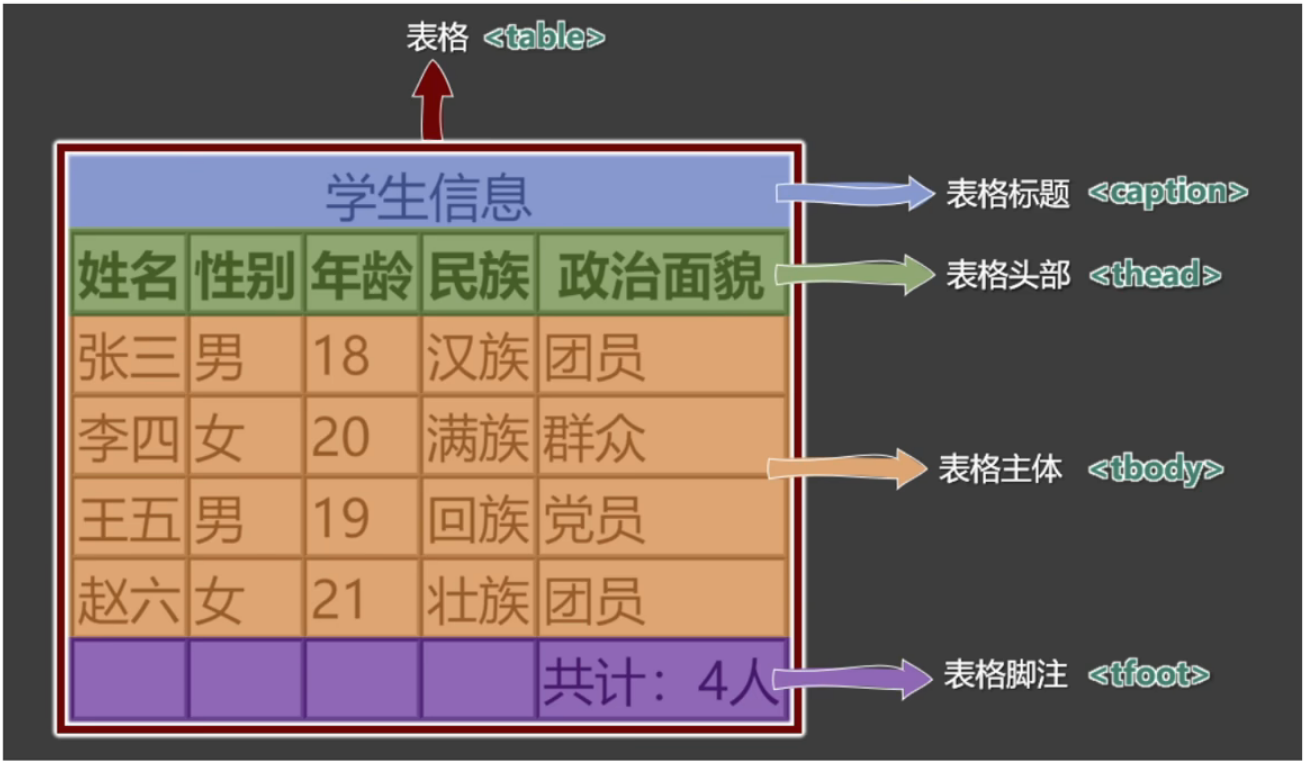 表格 <table>
学生信息 表格标题 <caption>
姓名 性别 年龄 民族 政治面貌 表格头部 <thead>
张三 男 18 汉族 团员
李四 女 20 满族 群众
表格主体 <tbody>
王五 男 19 回族 党员
赵六 女 21 壮族 团员
共计：4人 表格脚注 <tfoot>